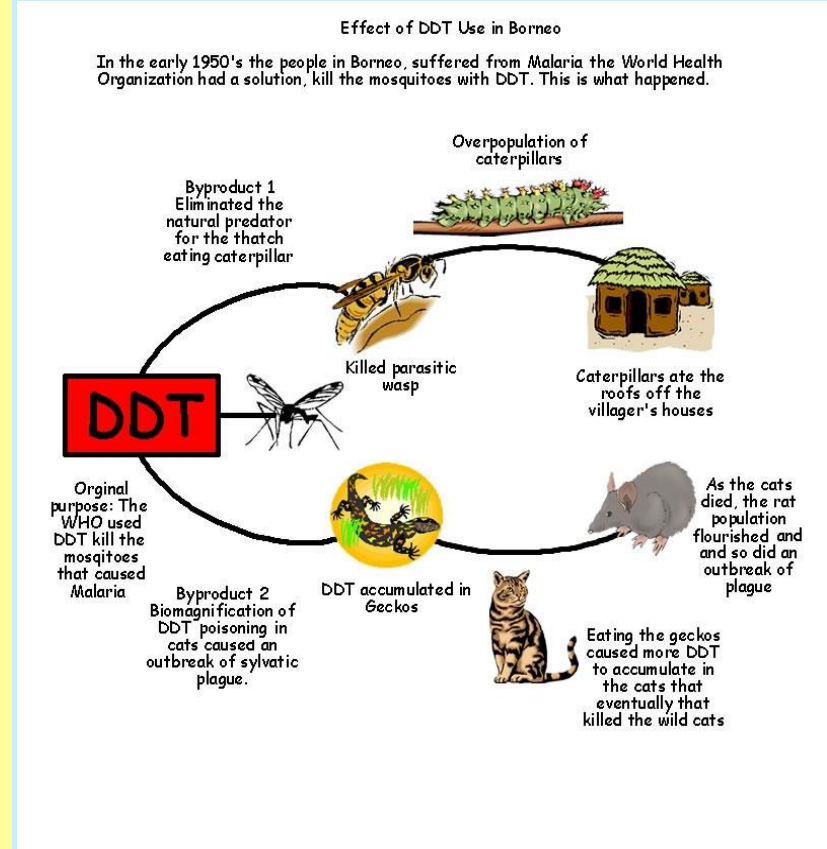 Effect of DDT Use in Borneo
In the early 1950's the people in Borneo, suffered from Malaria the World Health
Organization had a solution, kill the mosquitoes with DDT. This is what happened.
Overpopulation of
caterpillars
Byproduct 1
Eliminated the
natural predator
for the thatch
eating caterpillar
Killed parasitic
wasp
Caterpillars ate the
roofs off the
villager's houses
DDT
Orginal
purpose: The
WHO used
DDT kill the
mosqitoes
that caused
Malaria
Byproduct 2
Biomagnification of
DDT poisoning in
cats caused an
outbreak of sylvatic
plague.
DDT accumulated in
Geckos
As the cats
died, the rat
population
flourished and
and so did an
outbreak of
plague
Eating the geckos
caused more DDT
to accumulate in
the cats that
eventually that
killed the wild cats